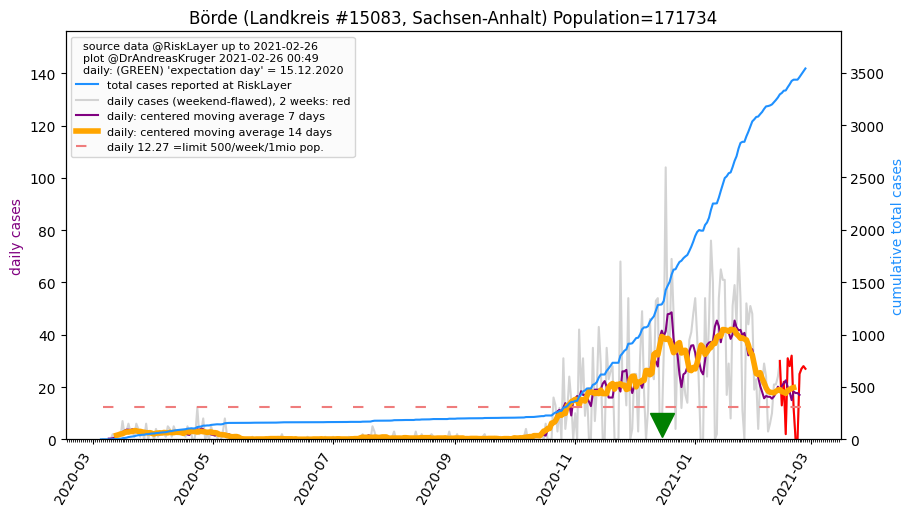 Börde (Landkreis #15083, Sachsen-Anhalt) Population=171734
source data @RiskLayer up to 2021-02-26
plot @DrAndreasKruger 2021-02-26 00:49
daily: (GREEN) 'expectation day' = 15.12.2020
total cases reported at RiskLayer
daily cases (weekend-flawed), 2 weeks: red
daily: centered moving average 7 days
daily: centered moving average 14 days
daily 12.27 =limit 500/week/1mio pop.
daily cases
140
120
100
80
60
40
20
0
cumulative total cases
3500
3000
2500
2000
1500
1000
500
0
2020-03
2020-05
2020-07
2020-09
2020-11
2021-01
2021-03